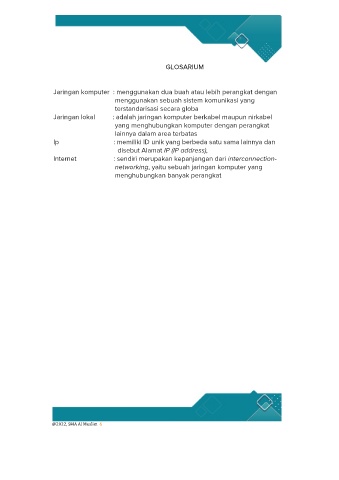 GLOSARIUM
Jaringan komputer : menggunakan dua buah atau lebih perangkat dengan
menggunakan sebuah sistem komunikasi yang
terstandarisasi secara globa
Jaringan lokal : adalah jaringan komputer berkabel maupun nirkabel
yang menghubungkan komputer dengan perangkat
lainnya dalam area terbatas
Ip : memiliki ID unik yang berbeda satu sama lainnya dan
disebut Alamat IP (IP address),
Internet : sendiri merupakan kepanjangan dari interconnection-
networking, yaitu sebuah jaringan komputer yang
menghubungkan banyak perangkat
@2022, SMA Al Muslim i